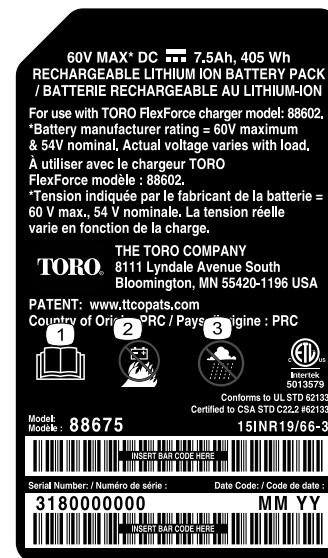 60V MAX* DC 7.5Ah, 405 Wh
RECHARGEABLE LITHIUM ION BATTERY PACK
/ BATTERIE RECHARGEABLE AU LITHIUM-ION
For use with TORO FlexForce charger model: 88602.
*Battery manufacturer rating = 60V maximum
& 54V nominal. Actual voltage varies with load.
À utiliser avec le chargeur TORO
FlexForce modèle : 88602.
*Tension indiquée par le fabricant de la batterie =
60 V max., 54 V nominale. La tension réelle
varie en fonction de la charge.
TORO.
THE TORO COMPANY
8111 Lyndale Avenue South
Bloomington, MN 55420-1196 USA
PATENT: www.ttcopats.com
Country of Origin PRC / Pays d'origine : PRC
1
2
3
c ETL us
Intertek
5013579
Conforms to UL STD 62133
Certified to CSA STD C22.2 #62133
Model:
Modèle : 88675
15INR19/66-3
INSERT BAR CODE HERE
Serial Number: / Numéro de série : Date Code: / Code de date :
3180000000 MM YY
INSERT BAR CODE HERE